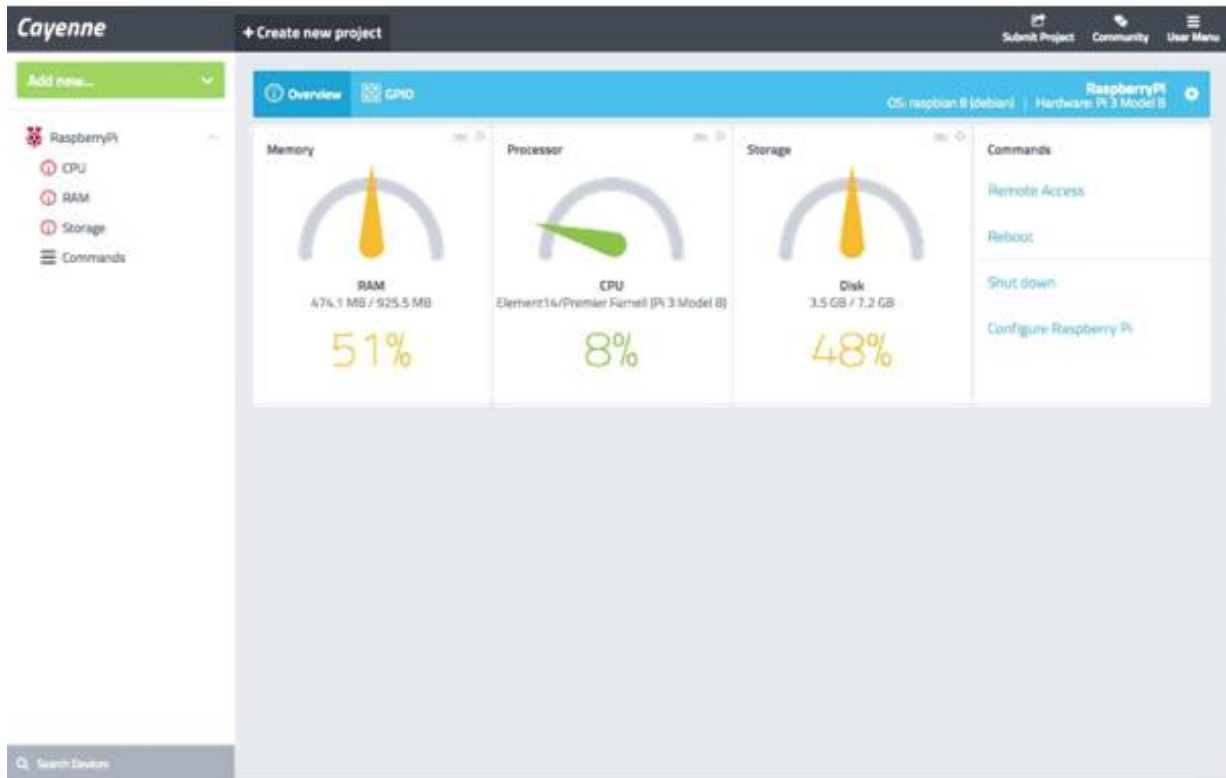 Cayenne
+ Create new project
Submit Project
Community
User Menu
Add new...
RaspberryPi
CPU
RAM
Storage
Commands
Search Devices
Overview
GPIO
RaspberryPi
OS: raspbian 8 (debian) | Hardware: Pi 3 Model B
Memory
RAM
474.1 MB / 925.5 MB
51%
Processor
CPU
Element14/Premier Farnell (Pi 3 Model B)
8%
Storage
Disk
3.5 GB / 7.2 GB
48%
Commands
Remote Access
Reboot
Shut down
Configure Raspberry Pi